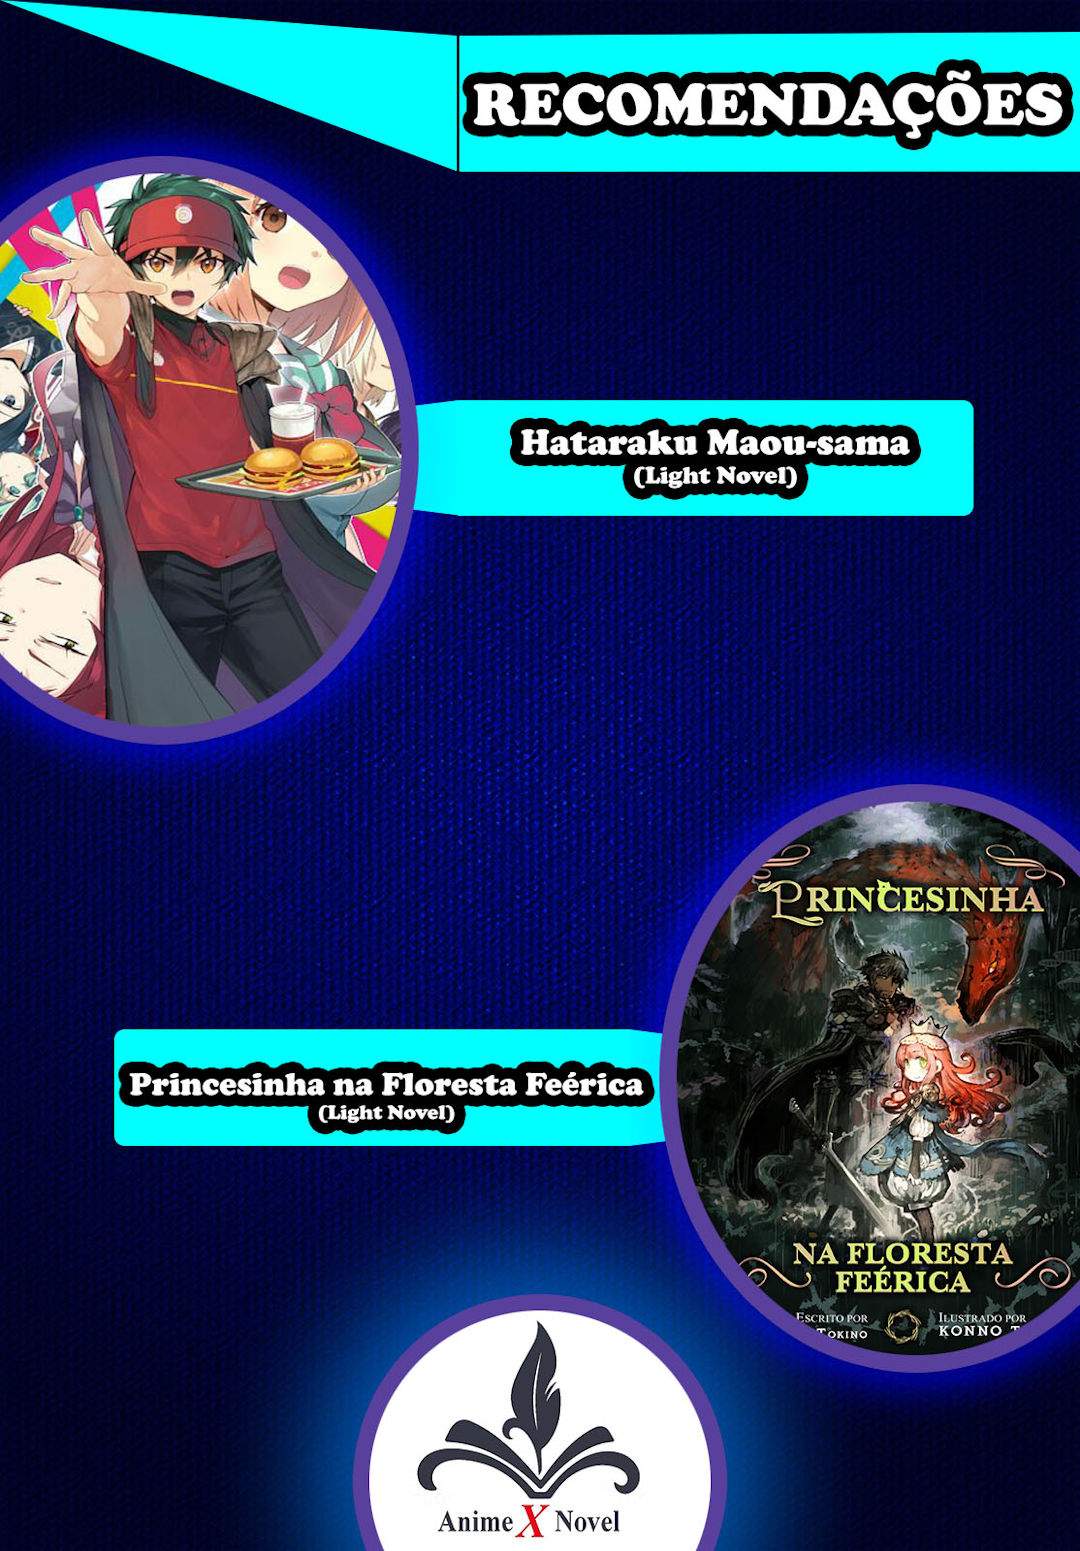 RECOMENDAÇÕES
Hataraku Maou-sama
(Light Novel)
PRINCESINHA
Princesinha na Floresta Feérica
(Light Novel)
NA FLORESTA
FEÉRICA
ESCRITO POR
TOKINO
ILUSTRADO POR
KONNO
Anime X Novel